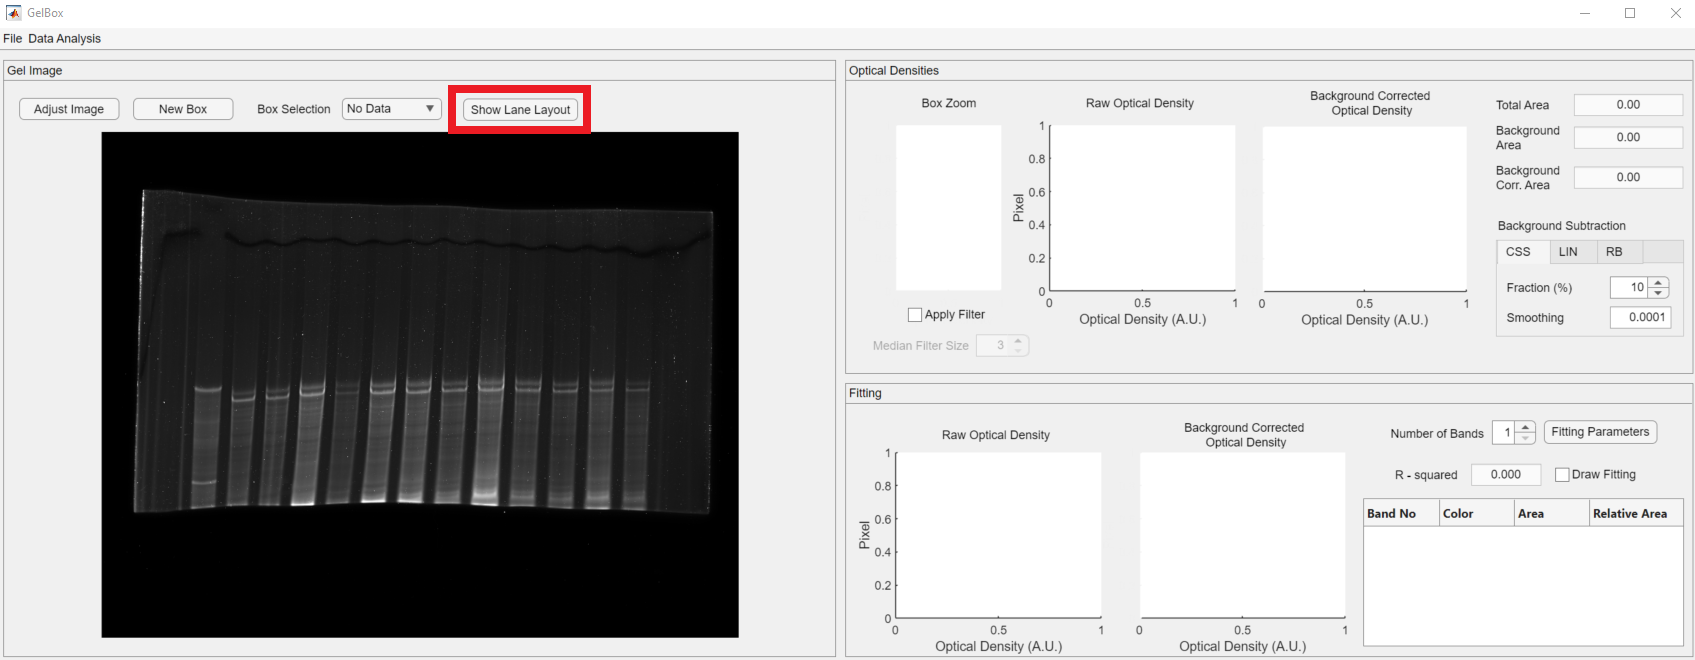 GelBox
File Data Analysis
Gel Image
Adjust Image
New Box
Box Selection
No Data
Show Lane Layout
Optical Densities
Box Zoom
Apply Filter
Median Filter Size
3
Raw Optical Density
Pixel
1
0.8
0.6
0.4
0.2
0
0 0.5 1
Optical Density (A.U.)
Background Corrected
Optical Density
0 0.5 1
Optical Density (A.U.)
Total Area 0.00
Background
Area
0.00
Background
Corr. Area
0.00
Background Subtraction
CSS LIN RB
Fraction (%) 10
Smoothing 0.0001
Fitting
Raw Optical Density
Pixel
1
0.8
0.6
0.4
0.2
0
0 0.5 1
Optical Density (A.U.)
Background Corrected
Optical Density
0 0.5 1
Optical Density (A.U.)
Number of Bands 1
Fitting Parameters
R - squared 0.000
Draw Fitting
Band No Color Area Relative Area